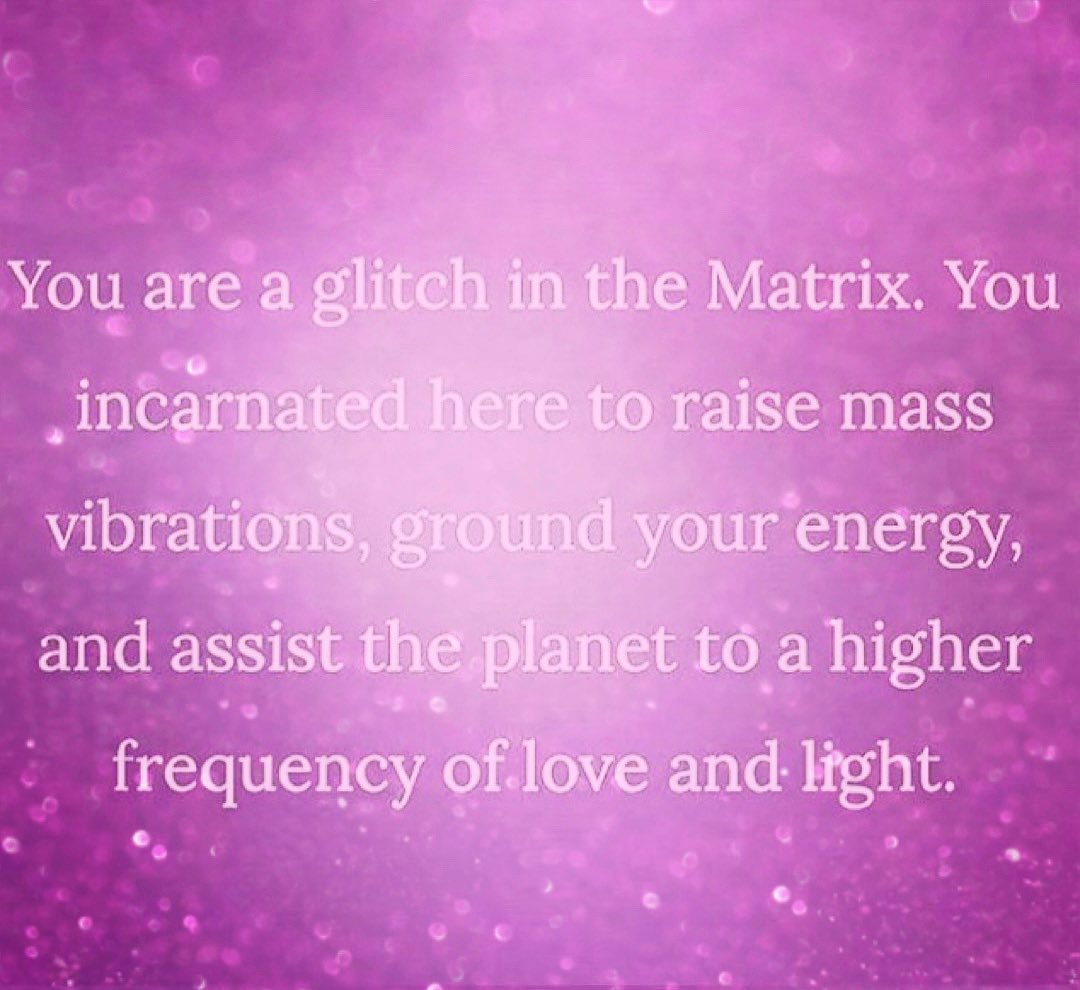 You are a glitch in the Matrix. You
incarnated here to raise mass
vibrations, ground your energy,
and assist the planet to a higher
frequency of love and light.